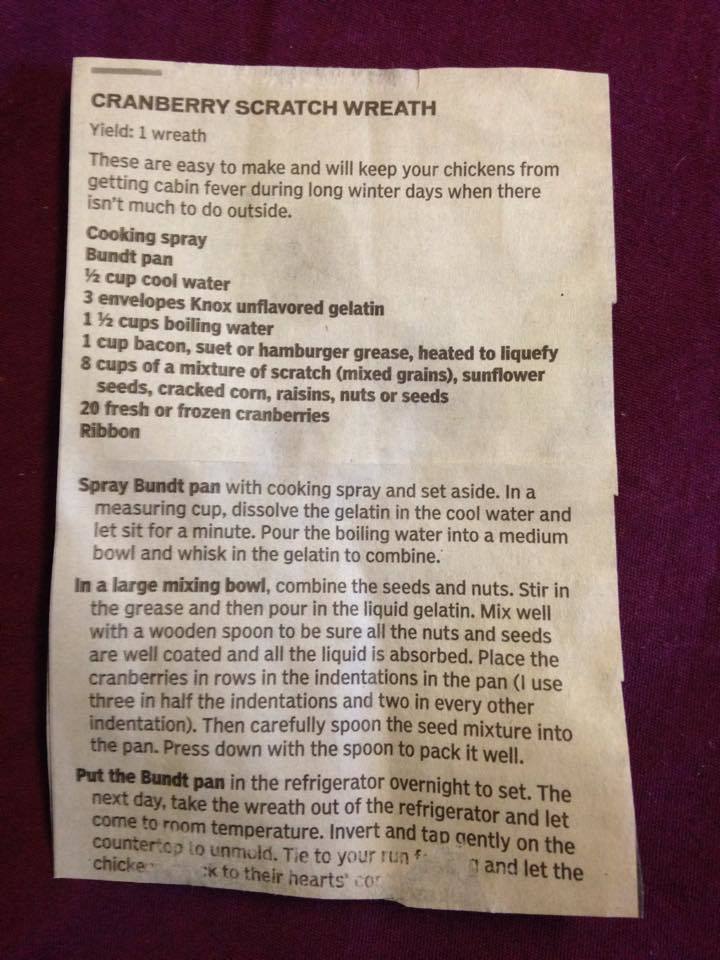 CRANBERRY SCRATCH WREATH
Yield: 1 wreath
These are easy to make and will keep your chickens from
getting cabin fever during long winter days when there
isn't much to do outside.
Cooking spray
Bundt pan
½ cup cool water
3 envelopes Knox unflavored gelatin
1 ½ cups boiling water
1 cup bacon, suet or hamburger grease, heated to liquefy
8 cups of a mixture of scratch (mixed grains), sunflower
seeds, cracked corn, raisins, nuts or seeds
20 fresh or frozen cranberries
Ribbon
Spray Bundt pan with cooking spray and set aside. In a
measuring cup, dissolve the gelatin in the cool water and
let sit for a minute. Pour the boiling water into a medium
bowl and whisk in the gelatin to combine.
In a large mixing bowl, combine the seeds and nuts. Stir in
the grease and then pour in the liquid gelatin. Mix well
with a wooden spoon to be sure all the nuts and seeds
are well coated and all the liquid is absorbed. Place the
cranberries in rows in the indentations in the pan (I use
three in half the indentations and two in every other
indentation). Then carefully spoon the seed mixture into
the pan. Press down with the spoon to pack it well.
Put the Bundt pan in the refrigerator overnight to set. The
next day, take the wreath out of the refrigerator and let
come to room temperature. Invert and tap gently on the
countertop to unmold. Tie to your run and let the
to their hearts'